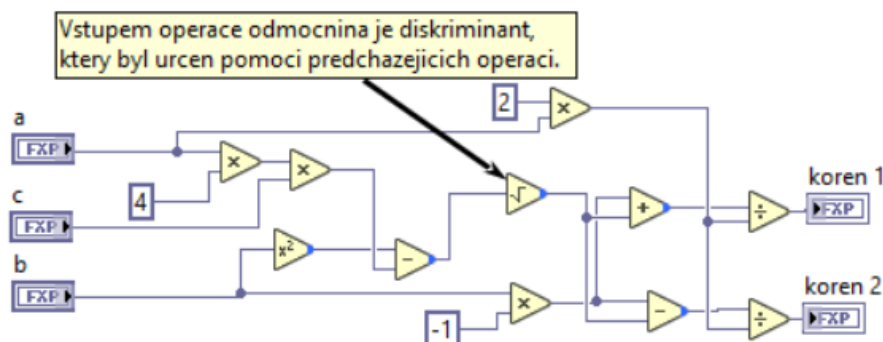 Vstupem operace odmocnina je diskriminant,
ktery byl urcen pomoci predchazejicich operaci.
2
×
a
FXP
×
×
4
√
+
÷
koren 1
FXP
c
FXP
x²
−
b
FXP
×
-1
−
÷
koren 2
FXP